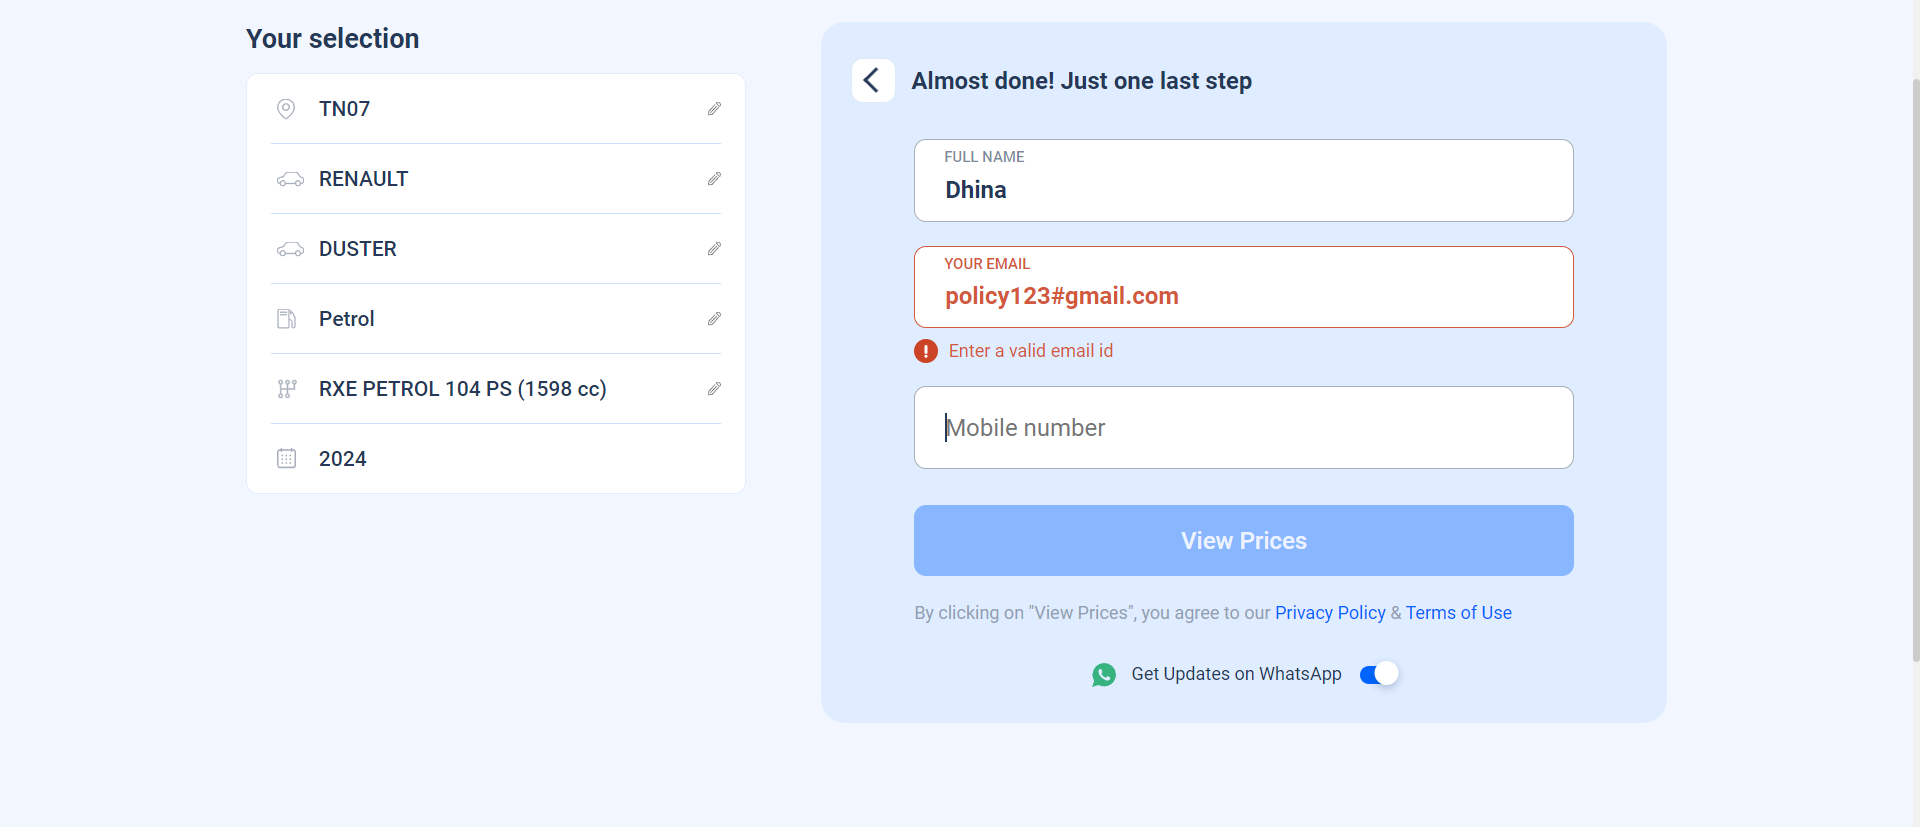 Your selection
TN07
RENAULT
DUSTER
Petrol
RXE PETROL 104 PS (1598 cc)
2024
Almost done! Just one last step
FULL NAME
Dhina
YOUR EMAIL
policy123#gmail.com
Enter a valid email id
Mobile number
View Prices
By clicking on "View Prices", you agree to our Privacy Policy & Terms of Use
Get Updates on WhatsApp